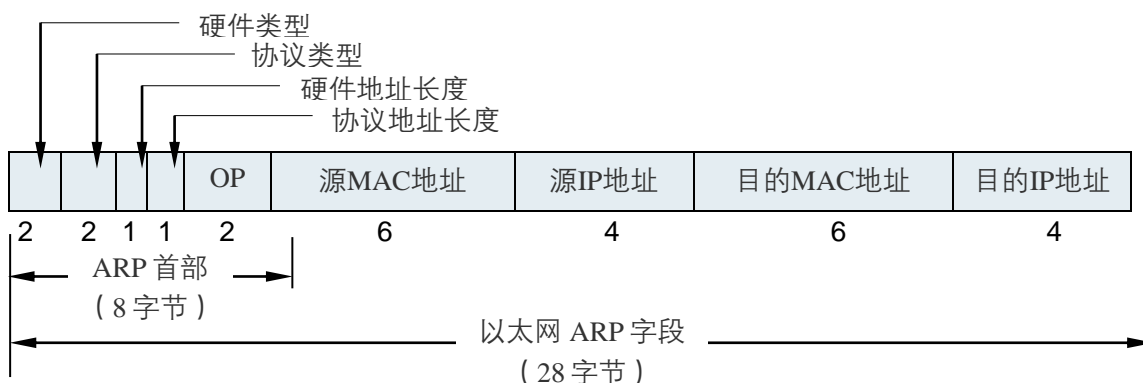 硬件类型
协议类型
硬件地址长度
协议地址长度
OP 源MAC地址 源IP地址 目的MAC地址 目的IP地址
2 2 1 1 2 6 4 6 4
ARP 首部
（8 字节）
以太网 ARP 字段
（28 字节）